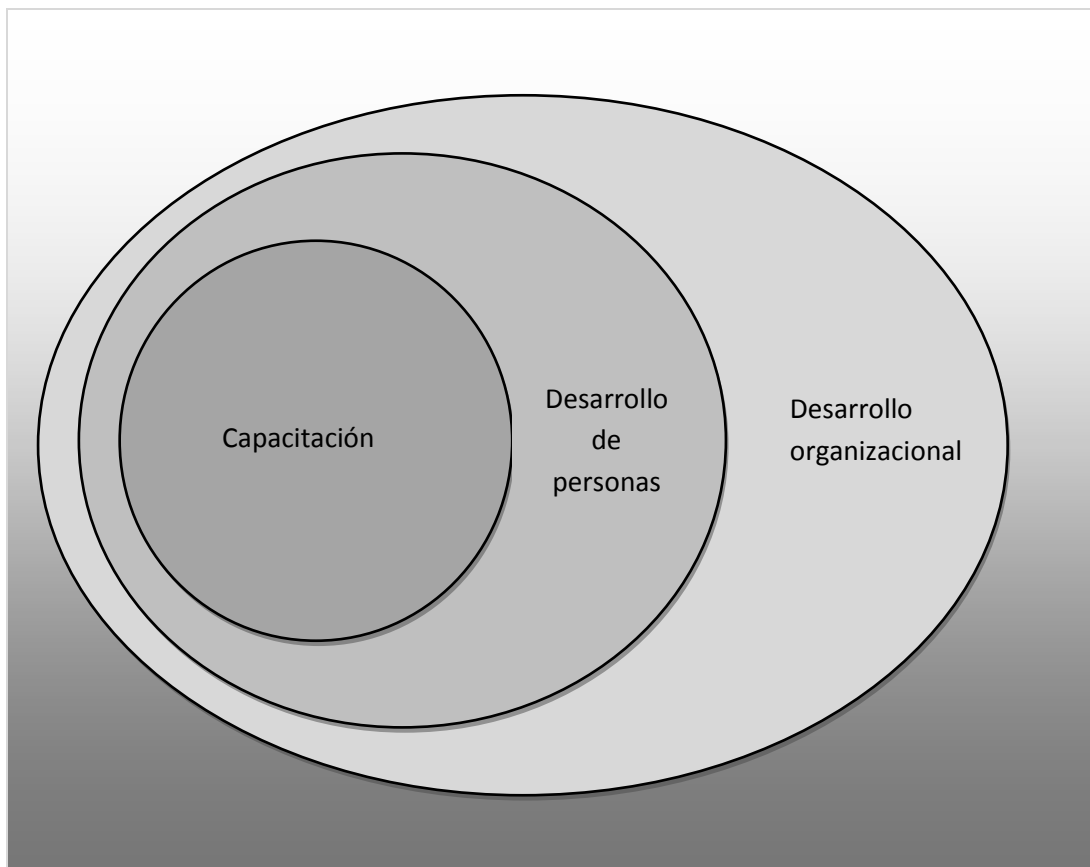 Capacitación
Desarrollo
de
personas
Desarrollo
organizacional